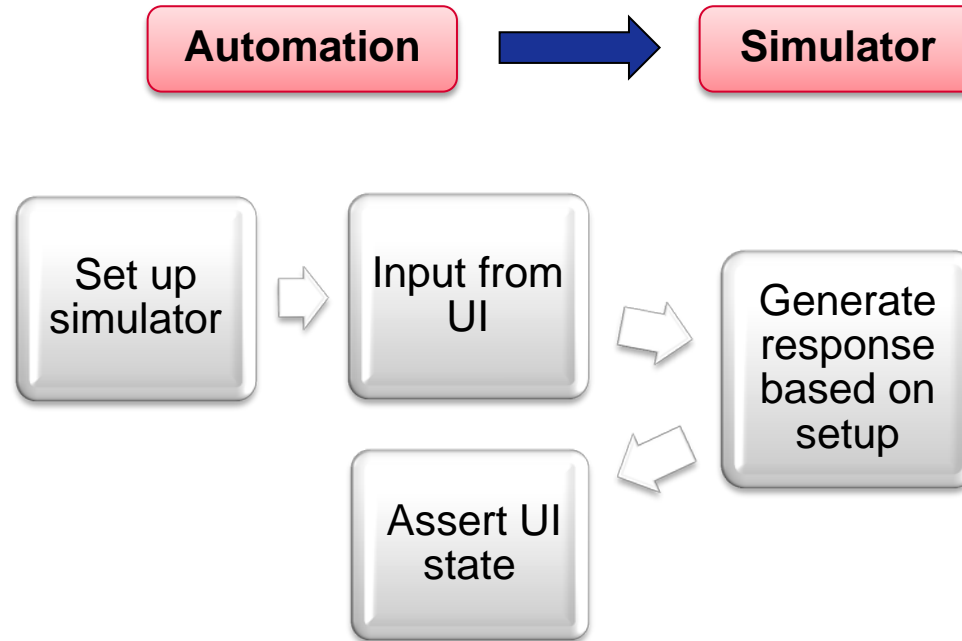 Automation
Simulator
Set up
simulator
Input from
UI
Generate
response
based on
setup
Assert UI
state